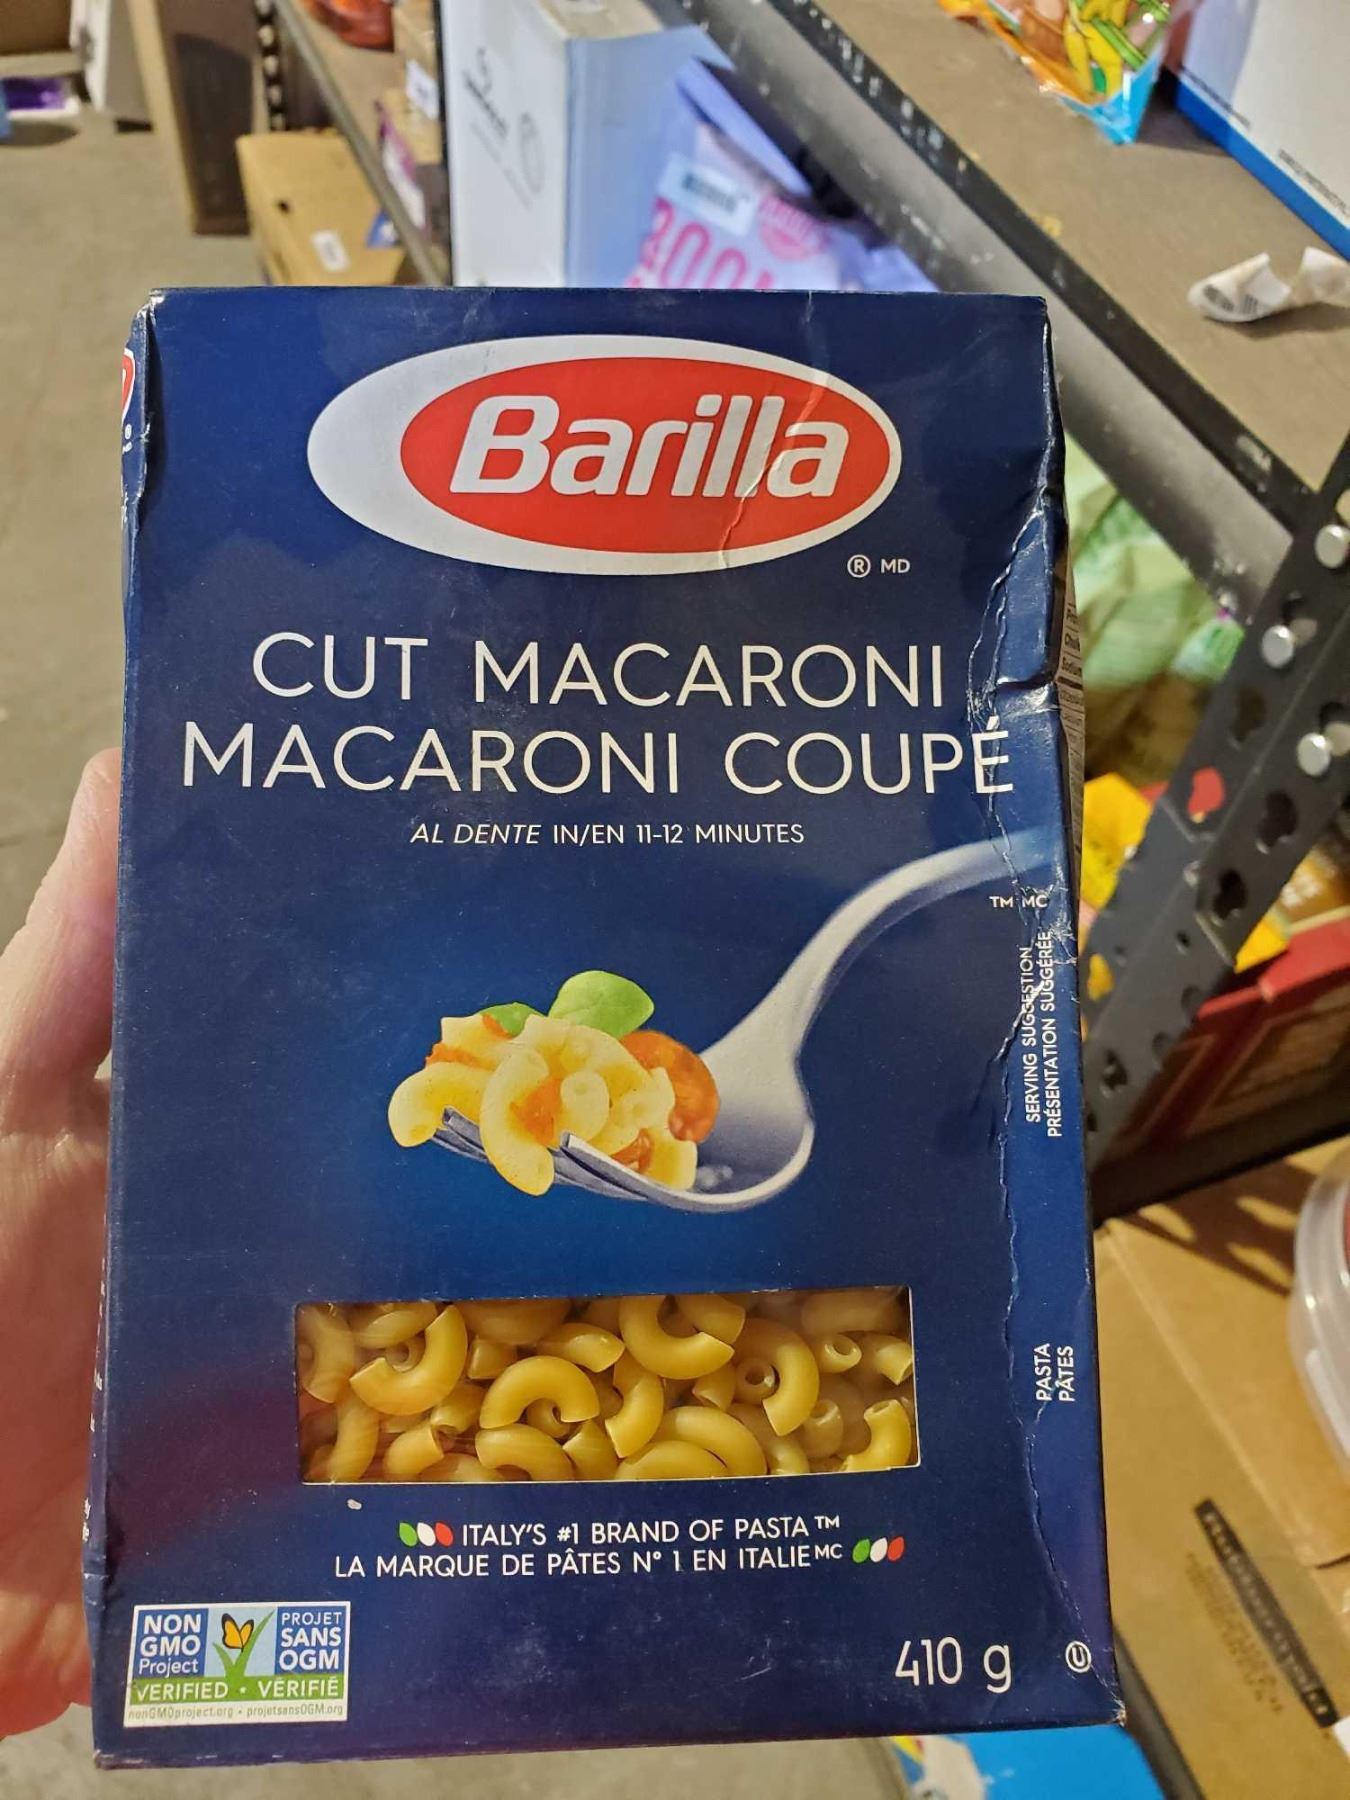 Barilla
® MD
CUT MACARONI
MACARONI COUPÉ
AL DENTE IN/EN 11-12 MINUTES
TM MC
SERVING SUGGESTION
PRÉSENTATION SUGGÉRÉE
PASTA
PÂTES
ITALY'S #1 BRAND OF PASTA ™
LA MARQUE DE PÂTES N° 1 EN ITALIE MC
NON
GMO
Project
PROJET
SANS
OGM
VERIFIED • VÉRIFIÉ
nonGMOproject.org • projetsansOGM.org
410 g
U